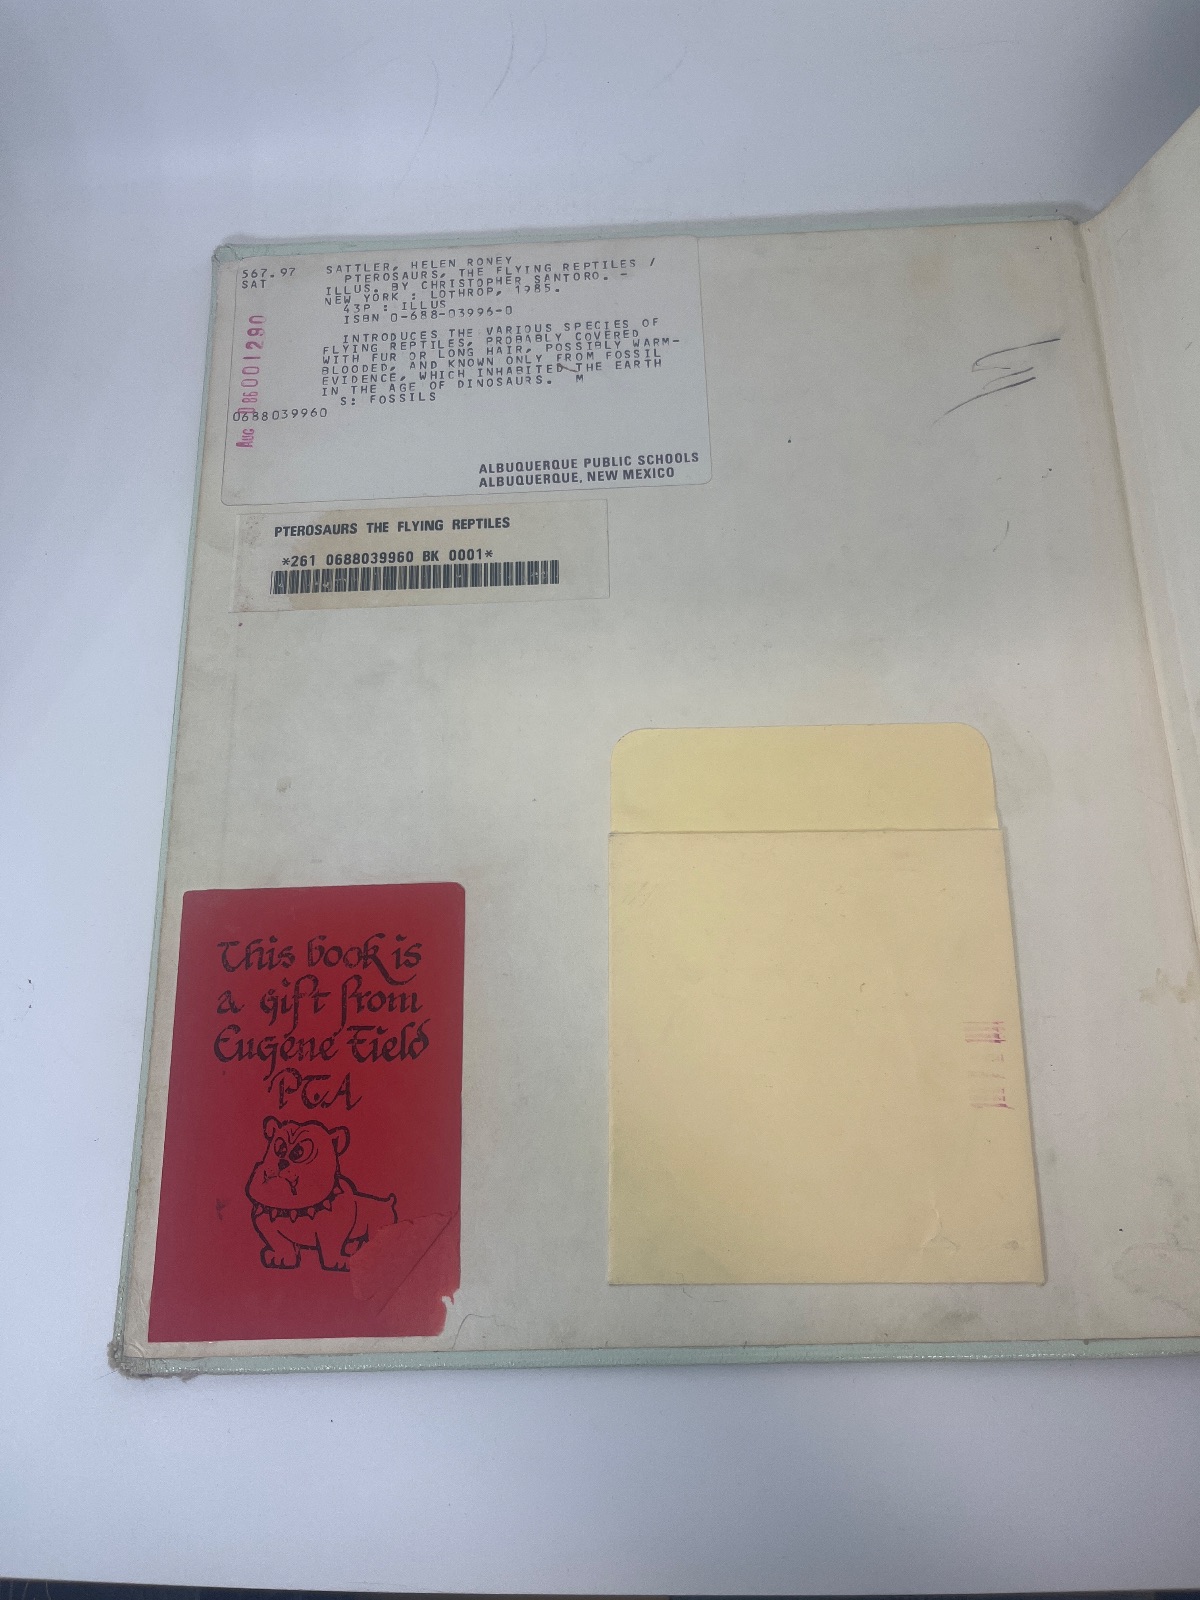 567.97
SAT
SATTLER, HELEN RONEY
PTEROSAURS, THE FLYING REPTILES /
ILLUS. BY CHRISTOPHER SANTORO. -
NEW YORK : LOTHROP, 1985.
43P : ILLUS
ISBN 0-688-03996-0
INTRODUCES THE VARIOUS SPECIES OF
FLYING REPTILES, PROBABLY COVERED
WITH FUR OR LONG HAIR, POSSIBLY WARM-
BLOODED, AND KNOWN ONLY FROM FOSSIL
EVIDENCE, WHICH INHABITED THE EARTH
IN THE AGE OF DINOSAURS. M
S: FOSSILS
0688039960
AUG 86 001290
ALBUQUERQUE PUBLIC SCHOOLS
ALBUQUERQUE, NEW MEXICO
PTEROSAURS THE FLYING REPTILES
*261 0688039960 BK 0001*
This book is
a gift from
Eugene Field
PTA